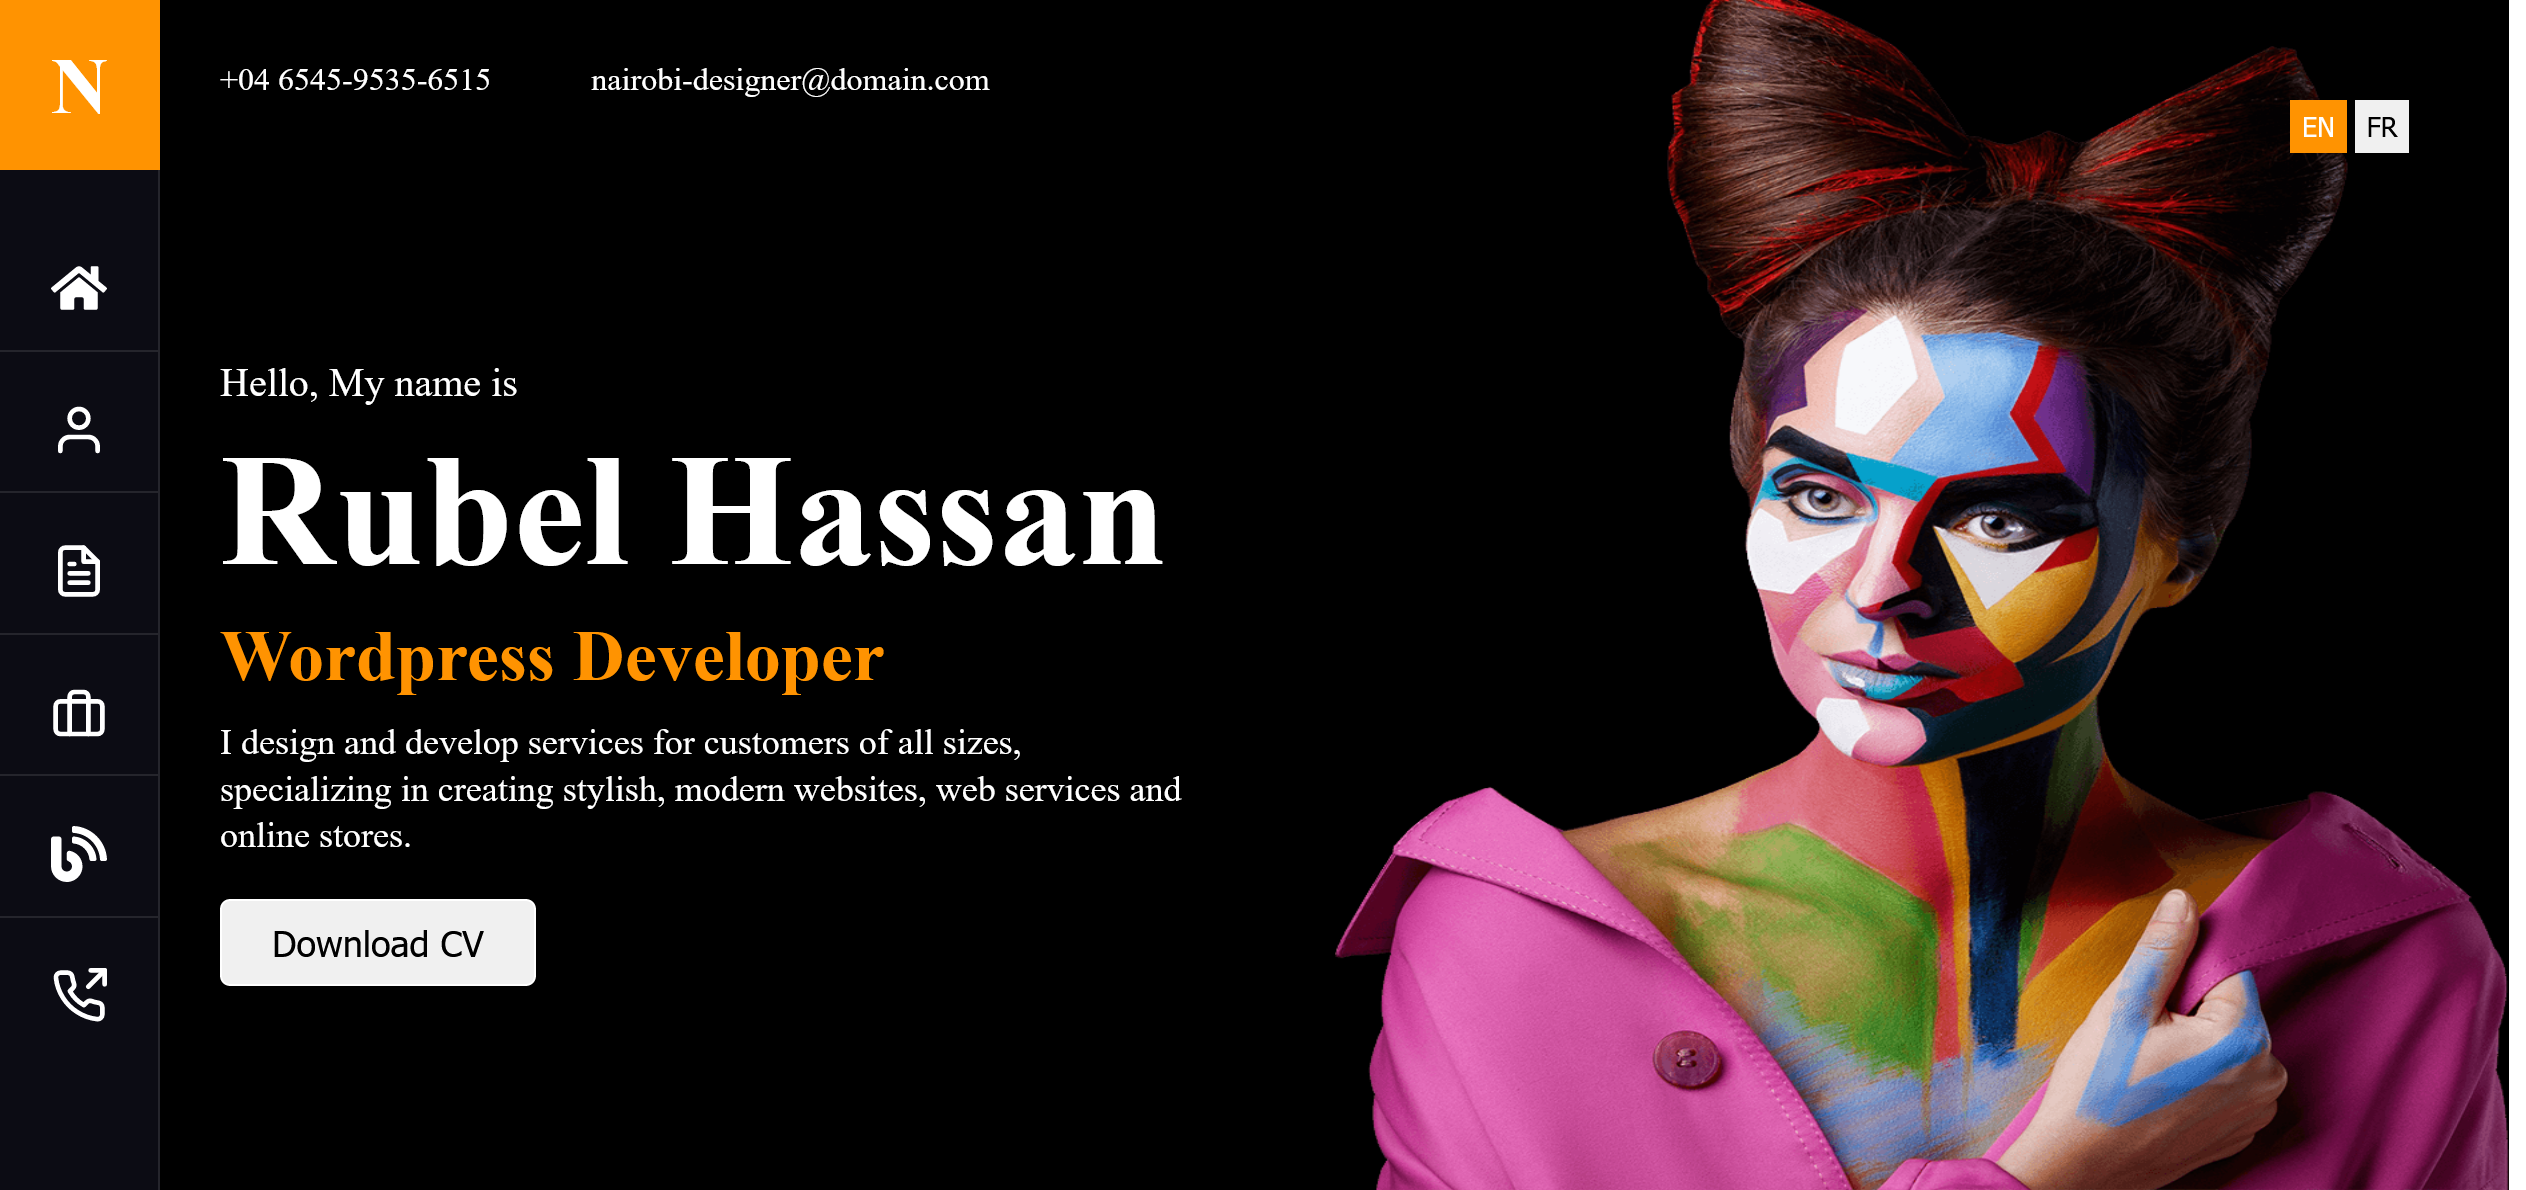 N
+04 6545-9535-6515 nairobi-designer@domain.com
EN FR
Hello, My name is
Rubel Hassan
Wordpress Developer
I design and develop services for customers of all sizes,
specializing in creating stylish, modern websites, web services and
online stores.
Download CV